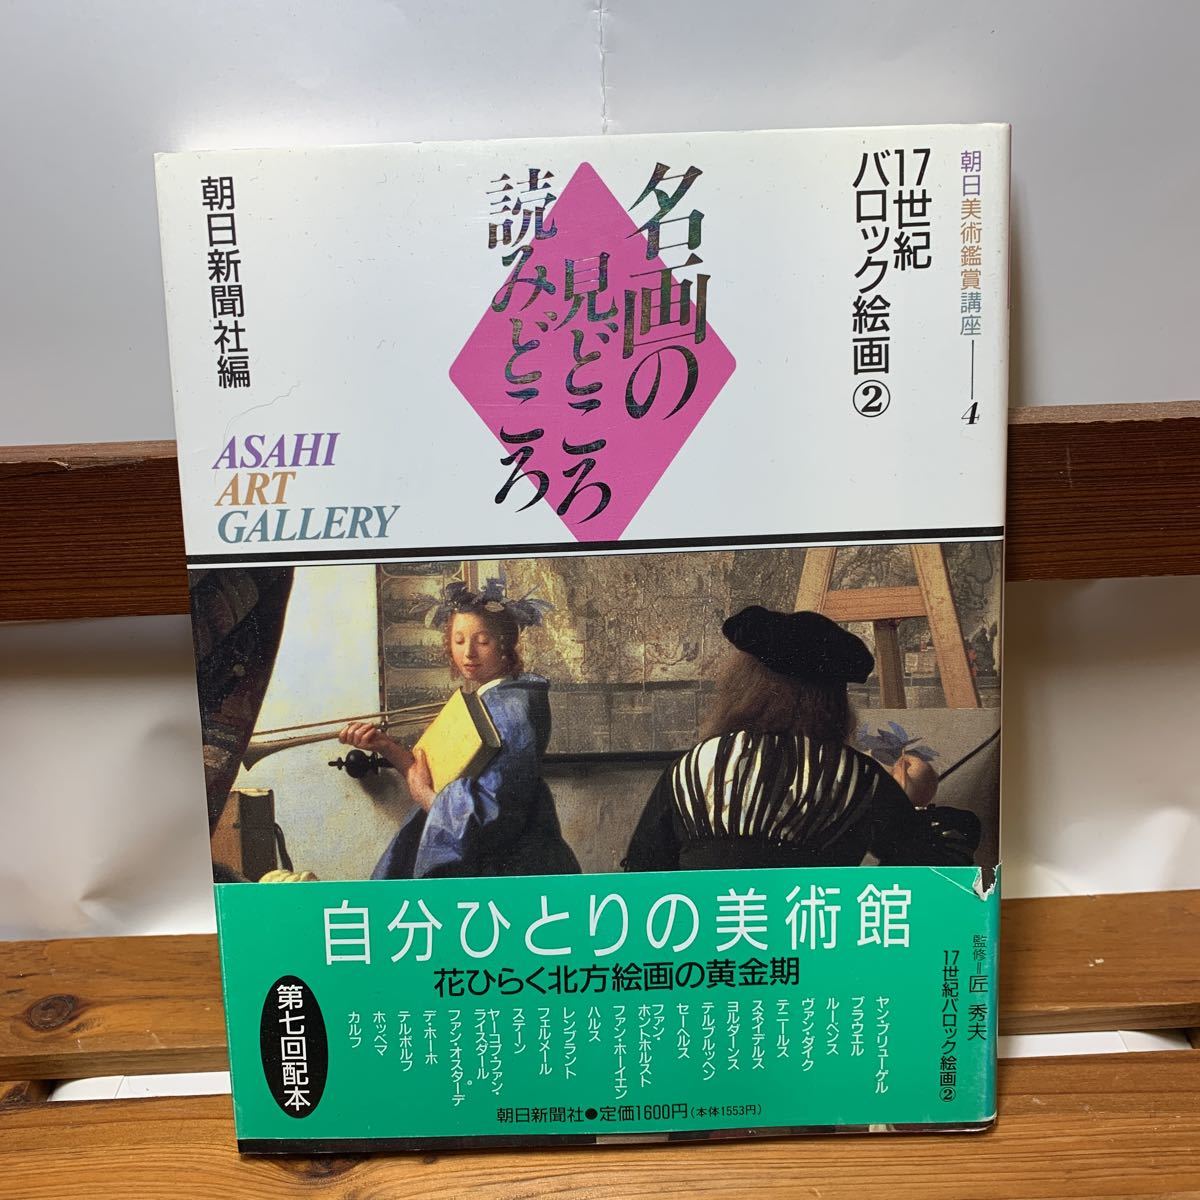 朝日美術鑑賞講座――4
17世紀
バロック絵画②
名画の
見どころ
読みどころ
朝日新聞社編
ASAHI
ART
GALLERY
自分ひとりの美術館
花ひらく北方絵画の黄金期
第七回配本
ヤン・ブリューゲル
ブラウエル
ルーベンス
ヴァン・ダイク
テニールス
スネイデルス
ヨルダーンス
テルブルッヘン
セーヘルス
ファン・
ホントホルスト
ファン・ホーイエン
ハルス
レンブラント
フェルメール
ステーン
ヤーコプ・ファン・
ライスダール
ファン・オスターデ
デ・ホーホ
テルボルフ
ホッベマ
カルフ
朝日新聞社●定価1600円(本体1553円)
監修=匠 秀夫
17世紀バロック絵画②